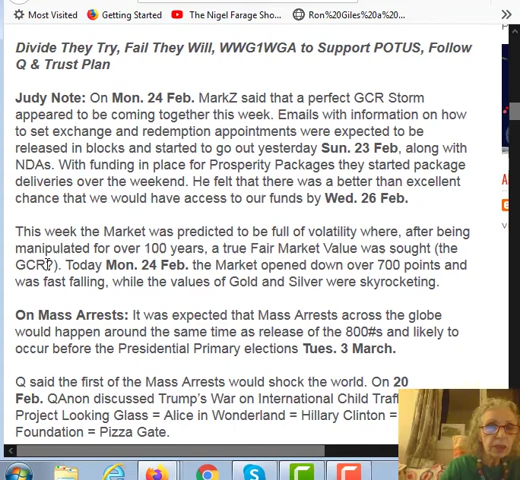 Most Visited Getting Started The Nigel Farage Sho... Ron%20Giles%20a%20...
Divide They Try, Fail They Will, WWG1WGA to Support POTUS, Follow
Q & Trust Plan
Judy Note: On Mon. 24 Feb. MarkZ said that a perfect GCR Storm
appeared to be coming together this week. Emails with information on how
to set exchange and redemption appointments were expected to be
released in blocks and started to go out yesterday Sun. 23 Feb, along with
NDAs. With funding in place for Prosperity Packages they started package
deliveries over the weekend. He felt that there was a better than excellent
chance that we would have access to our funds by Wed. 26 Feb.
This week the Market was predicted to be full of volatility where, after being
manipulated for over 100 years, a true Fair Market Value was sought (the
GCR?). Today Mon. 24 Feb. the Market opened down over 700 points and
was fast falling, while the values of Gold and Silver were skyrocketing.
On Mass Arrests: It was expected that Mass Arrests across the globe
would happen around the same time as release of the 800#s and likely to
occur before the Presidential Primary elections Tues. 3 March.
Q said the first of the Mass Arrests would shock the world. On 20
Feb. QAnon discussed Trump's War on International Child Traf
Project Looking Glass = Alice in Wonderland = Hillary Clinton =
Foundation = Pizza Gate.